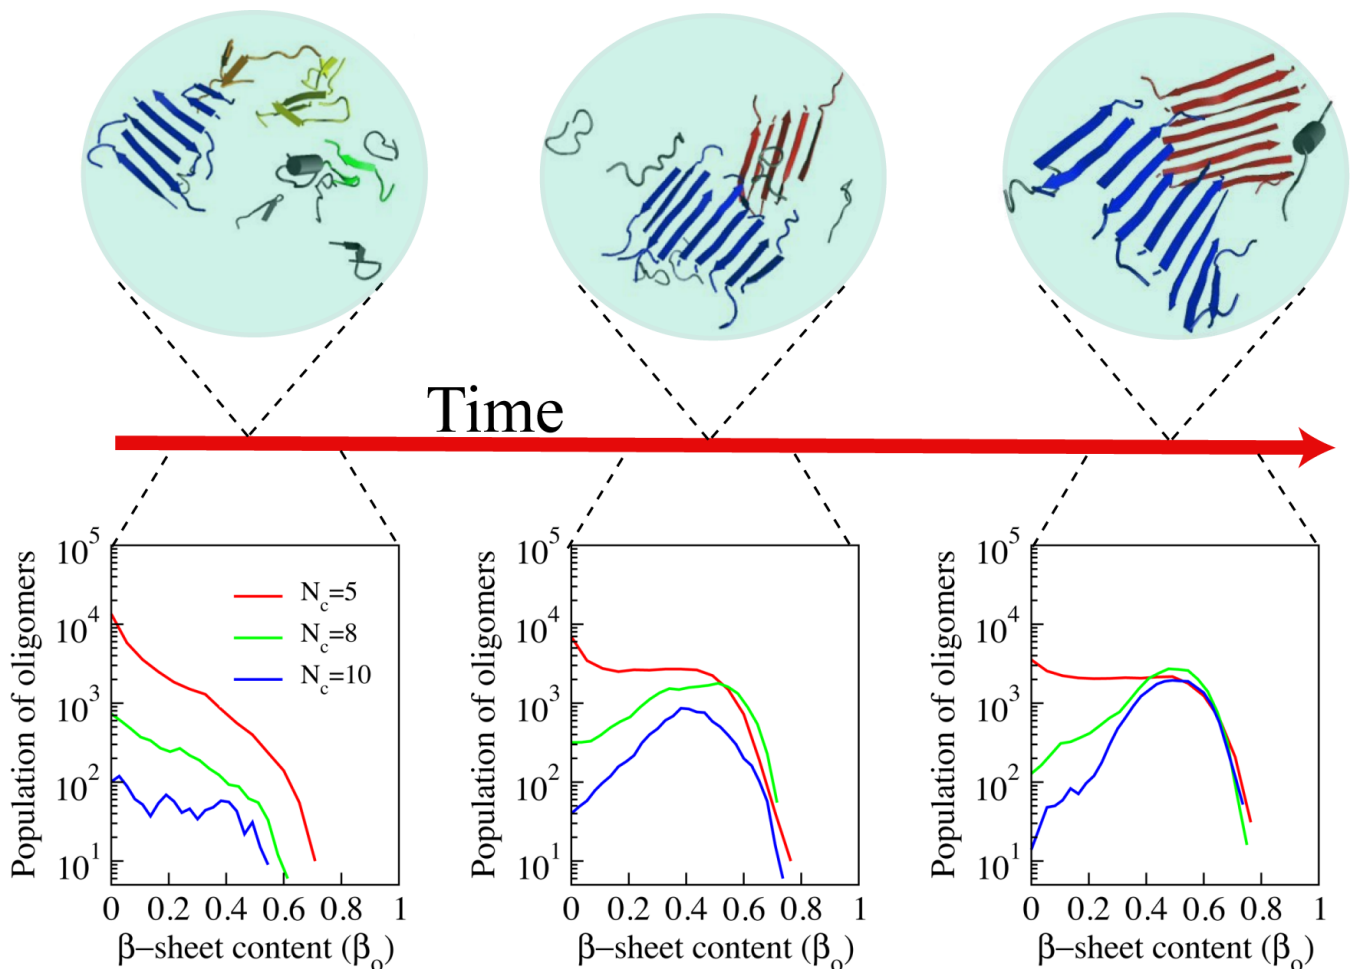 Time
Population of oligomers
10^5
10^4
10^3
10^2
10^1
N_c=5
N_c=8
N_c=10
0 0.2 0.4 0.6 0.8 1
β–sheet content (β_o)
Population of oligomers
10^5
10^4
10^3
10^2
10^1
0 0.2 0.4 0.6 0.8 1
β–sheet content (β_o)
Population of oligomers
10^5
10^4
10^3
10^2
10^1
0 0.2 0.4 0.6 0.8 1
β–sheet content (β_o)